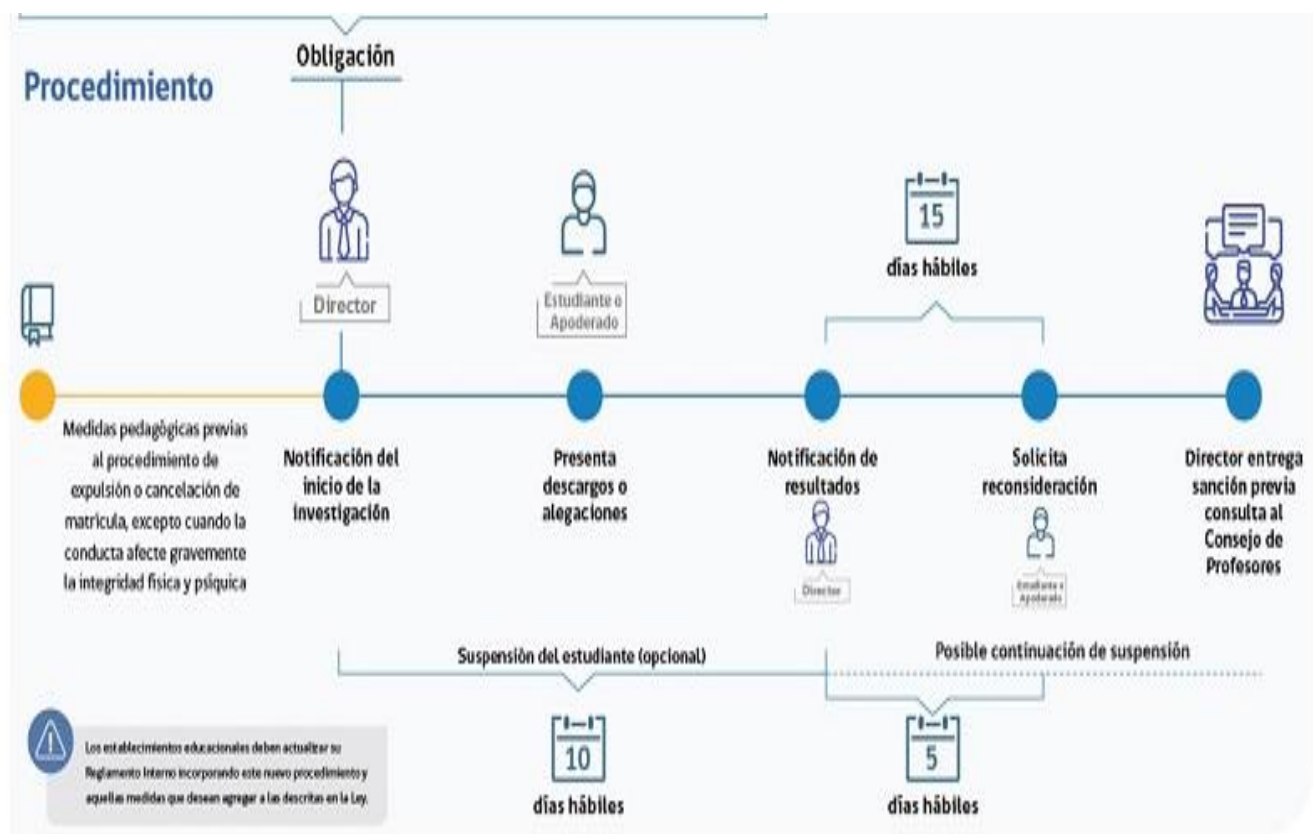 Obligación
Procedimiento
Director
Estudiante o
Apoderado
15
días hábiles
Medidas pedagógicas previas
al procedimiento de
expulsión o cancelación de
matrícula, excepto cuando la
conducta afecte gravemente
la integridad física y psíquica
Notificación del
inicio de la
investigación
Presenta
descargos o
alegaciones
Notificación de
resultados
Director
Solicita
reconsideración
Estudiante o
Apoderado
Director entrega
sanción previa
consulta al
Consejo de
Profesores
Suspensión del estudiante (opcional)
Posible continuación de suspensión
10
días hábiles
5
días hábiles
Los establecimientos educacionales deben actualizar su
Reglamento Interno incorporando este nuevo procedimiento y
aquellas medidas que desean agregar a las descritas en la Ley.